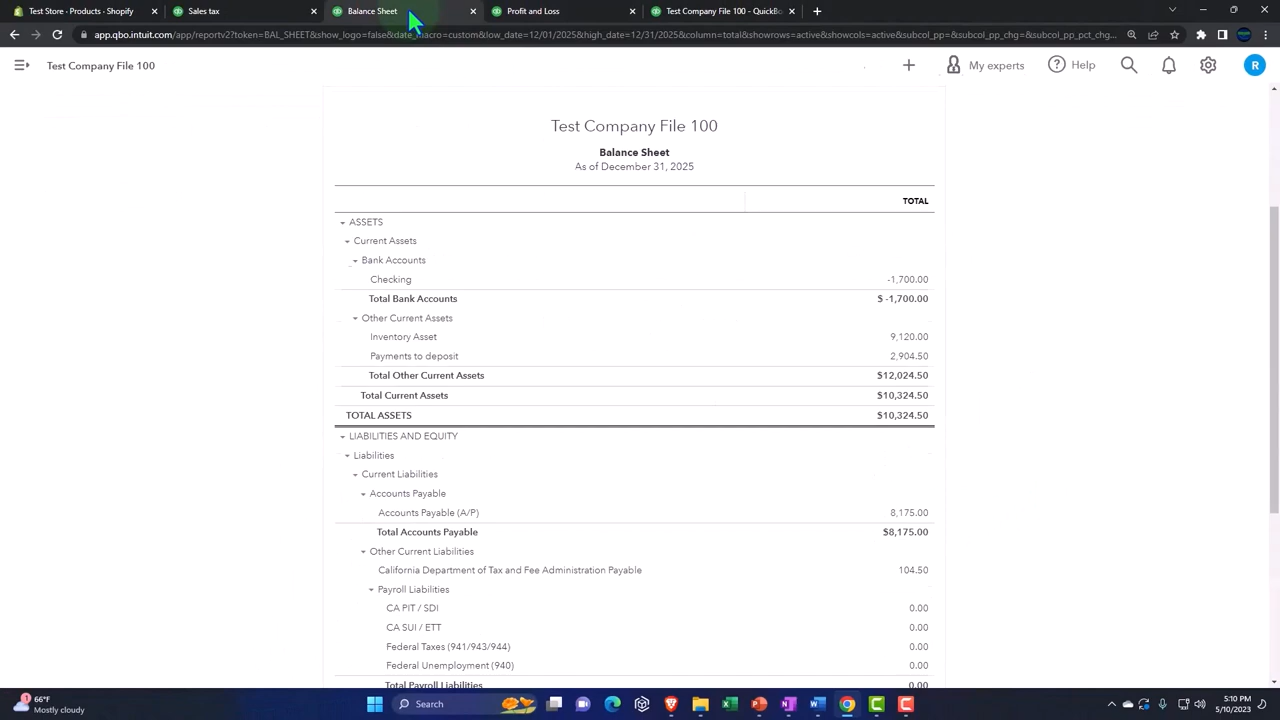 Test Store · Products · Shopify
Sales tax
Balance Sheet
Profit and Loss
Test Company File 100 - QuickBo
app.qbo.intuit.com/app/reportv2?token=BAL_SHEET&show_logo=false&date_macro=custom&low_date=12/01/2025&high_date=12/31/2025&column=total&showrows=active&showcols=active&subcol_pp=&subcol_pp_chg=&subcol_pp_pct_chg...
Test Company File 100
My experts
Help
R
Test Company File 100
Balance Sheet
As of December 31, 2025
TOTAL
ASSETS
Current Assets
Bank Accounts
Checking -1,700.00
Total Bank Accounts $ -1,700.00
Other Current Assets
Inventory Asset 9,120.00
Payments to deposit 2,904.50
Total Other Current Assets $12,024.50
Total Current Assets $10,324.50
TOTAL ASSETS $10,324.50
LIABILITIES AND EQUITY
Liabilities
Current Liabilities
Accounts Payable
Accounts Payable (A/P) 8,175.00
Total Accounts Payable $8,175.00
Other Current Liabilities
California Department of Tax and Fee Administration Payable 104.50
Payroll Liabilities
CA PIT / SDI 0.00
CA SUI / ETT 0.00
Federal Taxes (941/943/944) 0.00
Federal Unemployment (940) 0.00
Total Payroll Liabilities 0.00
1
66°F
Mostly cloudy
Search
5:10 PM
5/10/2023